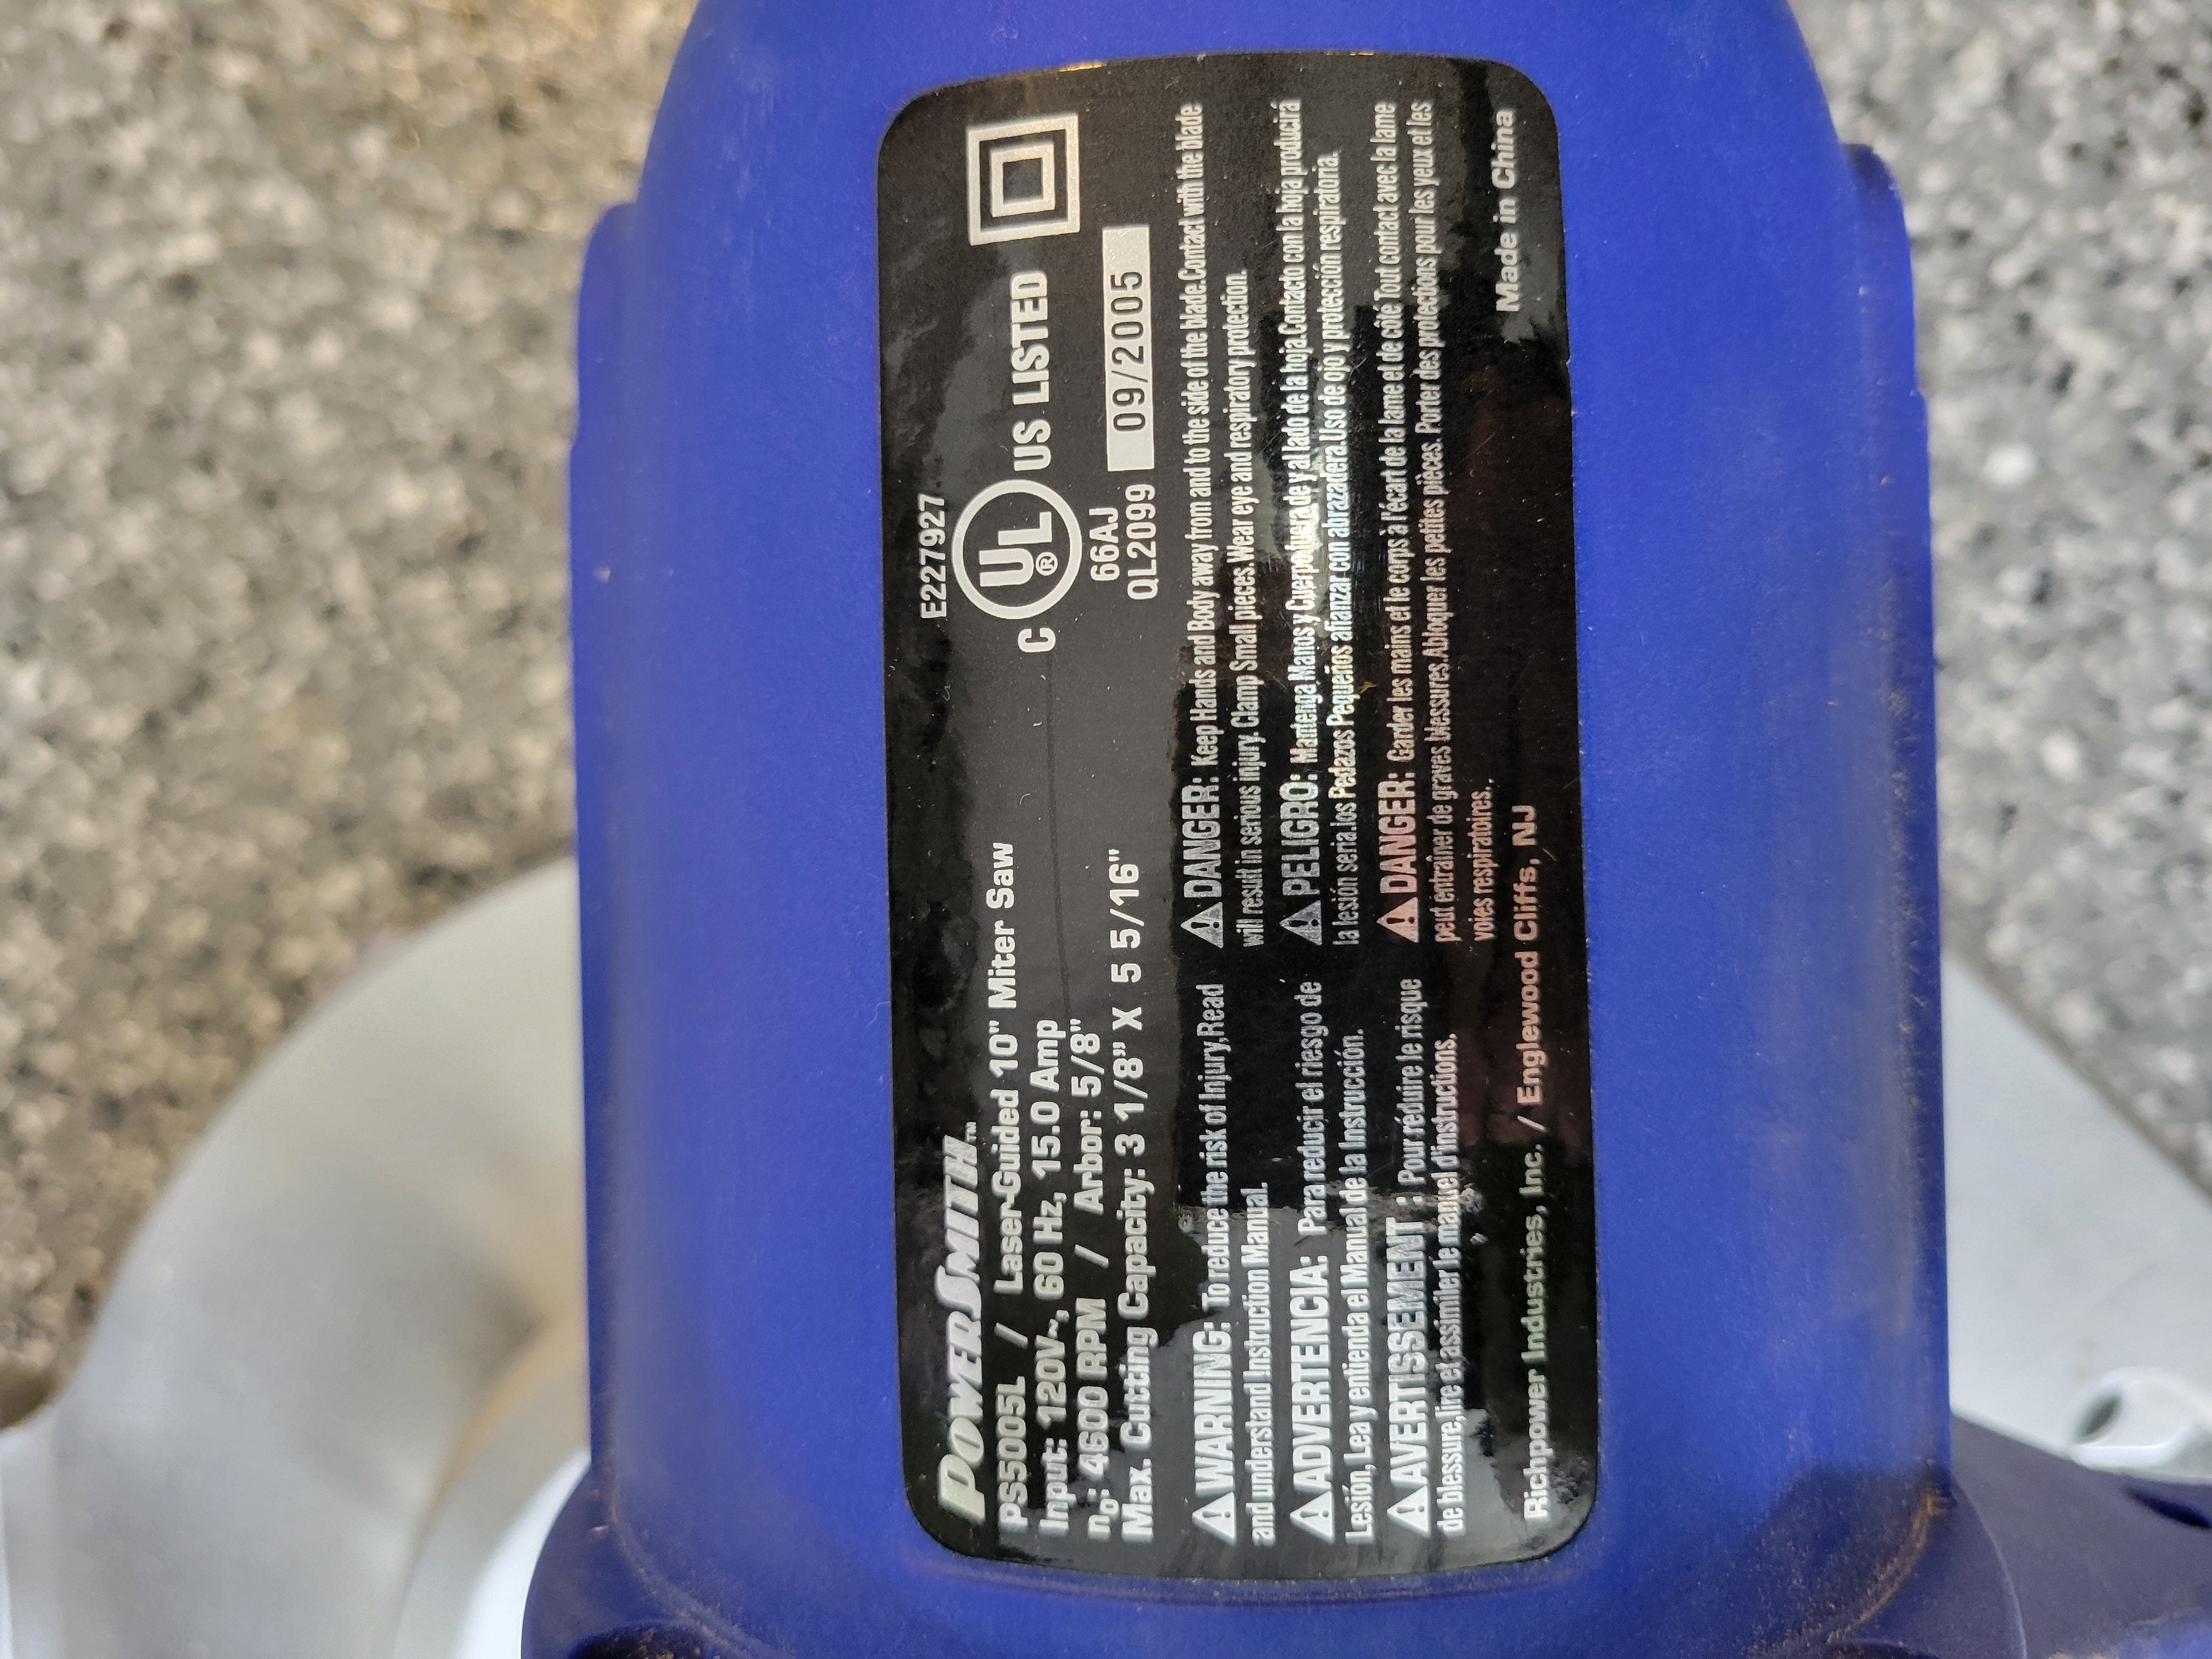 POWERSMITH™
PS5005L / Laser-Guided 10" Miter Saw
Input: 120V~, 60 Hz, 15.0 Amp
no: 4600 RPM / Arbor: 5/8"
Max. Cutting Capacity: 3 1/8" X 5 5/16"
E227927
C UL® US LISTED
66AJ
QL2099 09/2005
WARNING: To reduce the risk of Injury,Read
and understand Instruction Manual.
ADVERTENCIA: Para reducir el riesgo de
Lesión, Lea y entienda el Manual de la Instrucción.
AVERTISSEMENT : Pour réduire le risque
de blessure,lire et assimiler le manuel d'instructions.
DANGER: Keep Hands and Body away from and to the side of the blade.Contact with the blade
will result in serious injury. Clamp Small pieces.Wear eye and respiratory protection.
PELIGRO: Mantenga Manos y Cuerpo fuera de y al lado de la hoja.Contacto con la hoja producirá
la lesión seria.los Pedazos Pequeños afianzar con abrazadera.Uso de ojo y protección respiratoria.
DANGER: Garder les mains et le corps à l'écart de la lame et de côté.Tout contact avec la lame
peut entraîner de graves blessures.Abloquer les petites pièces. Porter des protections pour les yeux et les
voies respiratoires.
Richpower Industries, Inc. / Englewood Cliffs, NJ
Made in China